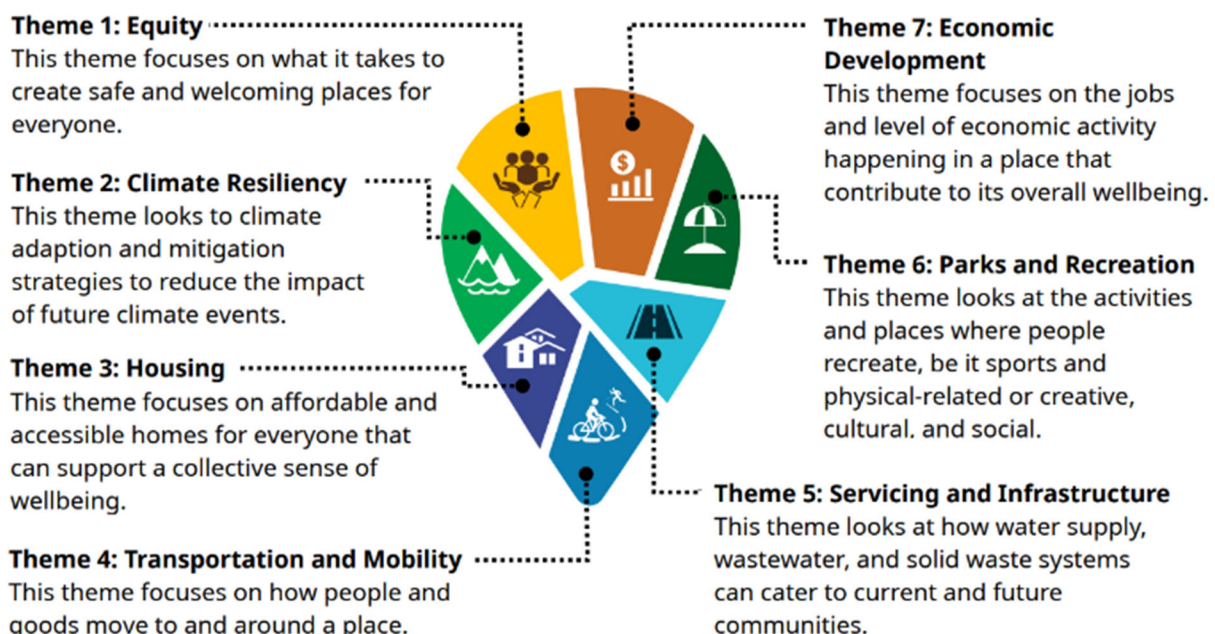 Theme 1: Equity
This theme focuses on what it takes to
create safe and welcoming places for
everyone.
Theme 2: Climate Resiliency
This theme looks to climate
adaption and mitigation
strategies to reduce the impact
of future climate events.
Theme 3: Housing
This theme focuses on affordable and
accessible homes for everyone that
can support a collective sense of
wellbeing.
Theme 4: Transportation and Mobility
This theme focuses on how people and
goods move to and around a place.
$
Theme 7: Economic
Development
This theme focuses on the jobs
and level of economic activity
happening in a place that
contribute to its overall wellbeing.
Theme 6: Parks and Recreation
This theme looks at the activities
and places where people
recreate, be it sports and
physical-related or creative,
cultural. and social.
Theme 5: Servicing and Infrastructure
This theme looks at how water supply,
wastewater, and solid waste systems
can cater to current and future
communities.